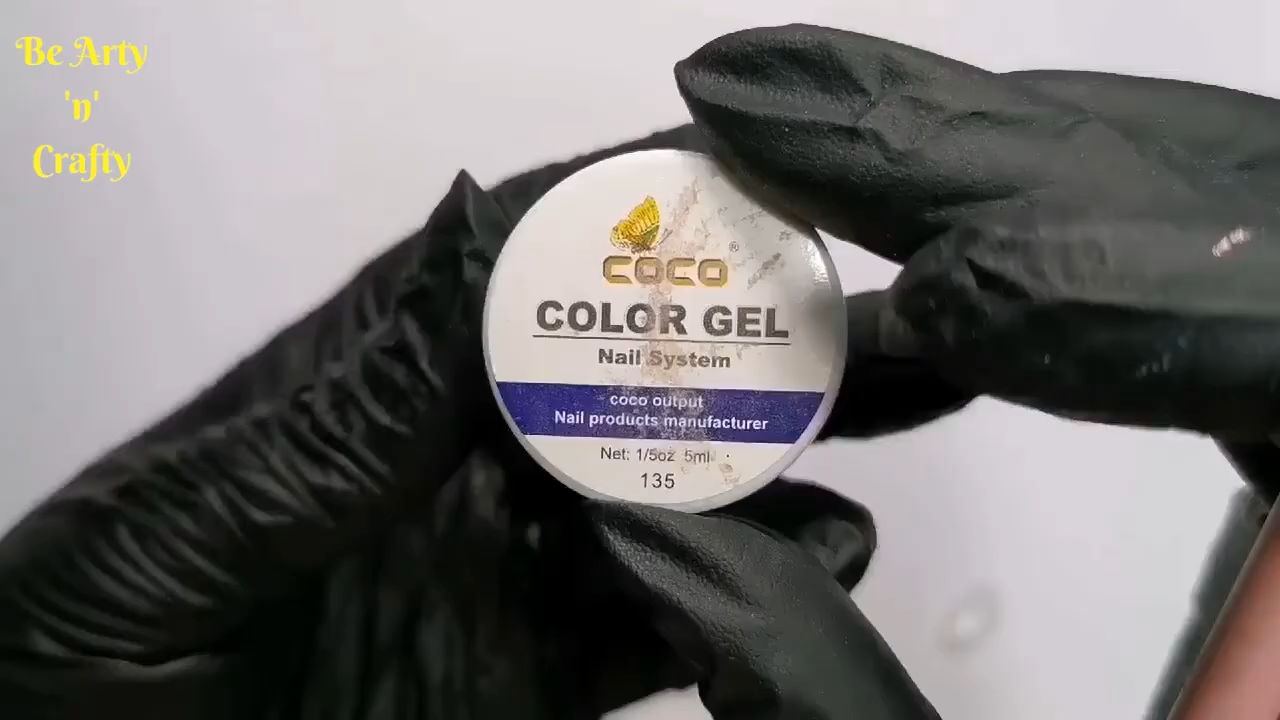 Be Arty
'n'
Crafty
COCO
®
COLOR GEL
Nail System
coco output
Nail products manufacturer
Net: 1/5oz 5ml
135